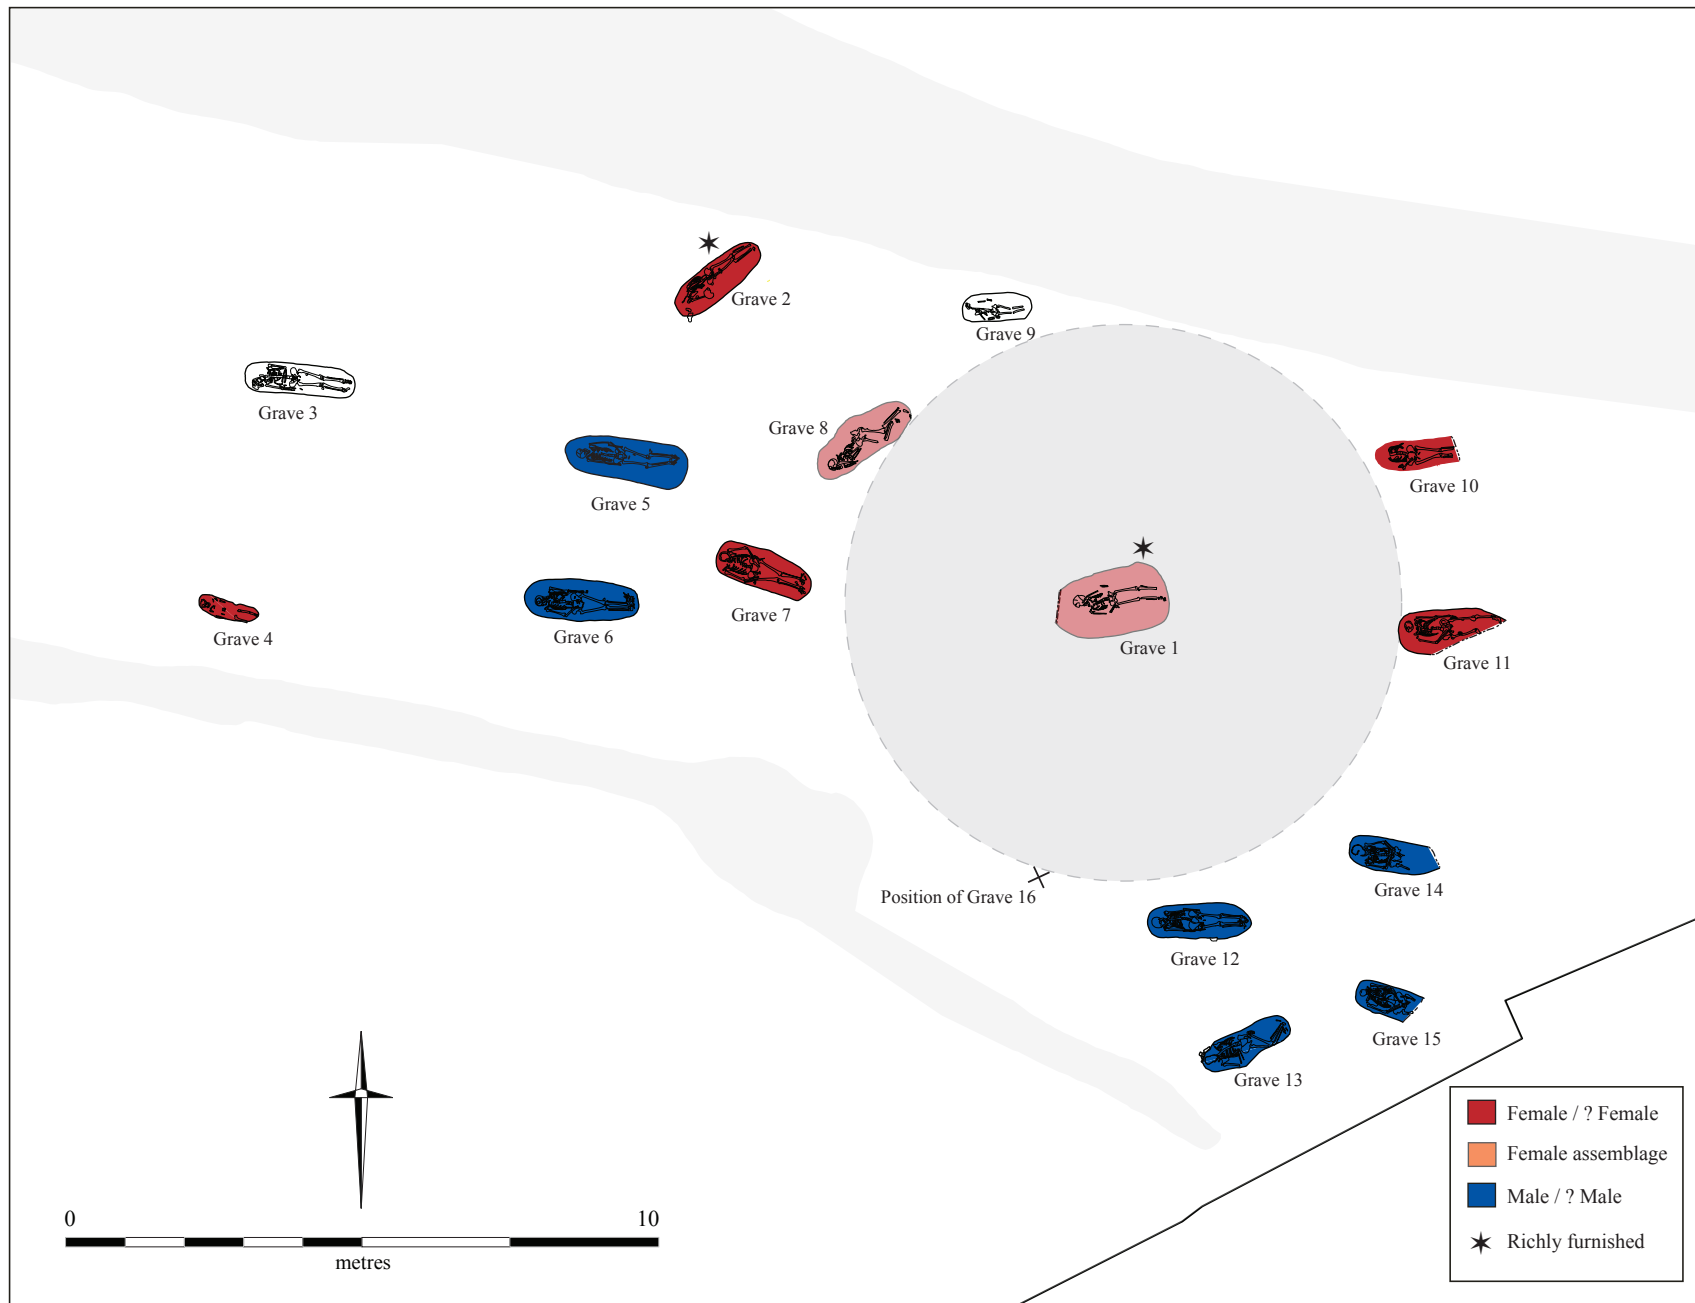 Grave 2
Grave 9
Grave 3
Grave 8
Grave 5
Grave 10
Grave 7
Grave 4
Grave 6
Grave 1
Grave 11
Position of Grave 16
Grave 14
Grave 12
Grave 15
Grave 13
0 10
metres
Female / ? Female
Female assemblage
Male / ? Male
Richly furnished